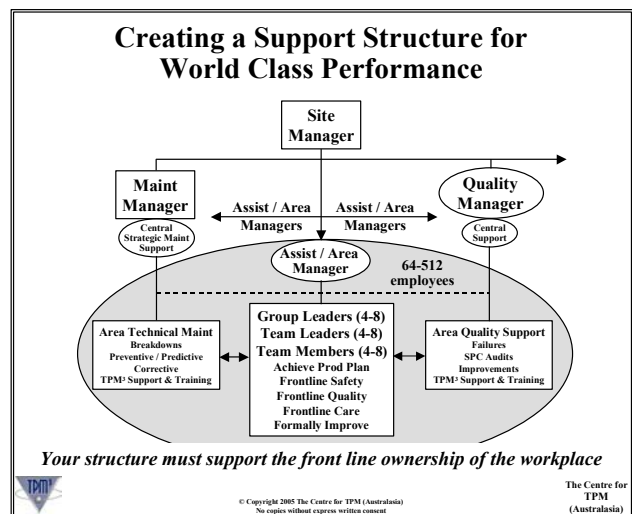 Creating a Support Structure for
World Class Performance
Site
Manager
Maint
Manager
Quality
Manager
Central
Strategic Maint
Support
Assist / Area
Managers
Assist / Area
Managers
Central
Support
Assist / Area
Manager
64-512
employees
Area Technical Maint
Breakdowns
Preventive / Predictive
Corrective
TPM³ Support & Training
Group Leaders (4-8)
Team Leaders (4-8)
Team Members (4-8)
Achieve Prod Plan
Frontline Safety
Frontline Quality
Frontline Care
Formally Improve
Area Quality Support
Failures
SPC Audits
Improvements
TPM³ Support & Training
Your structure must support the front line ownership of the workplace
TPM³
© Copyright 2005 The Centre for TPM (Australasia)
No copies without express written consent
The Centre for
TPM
(Australasia)